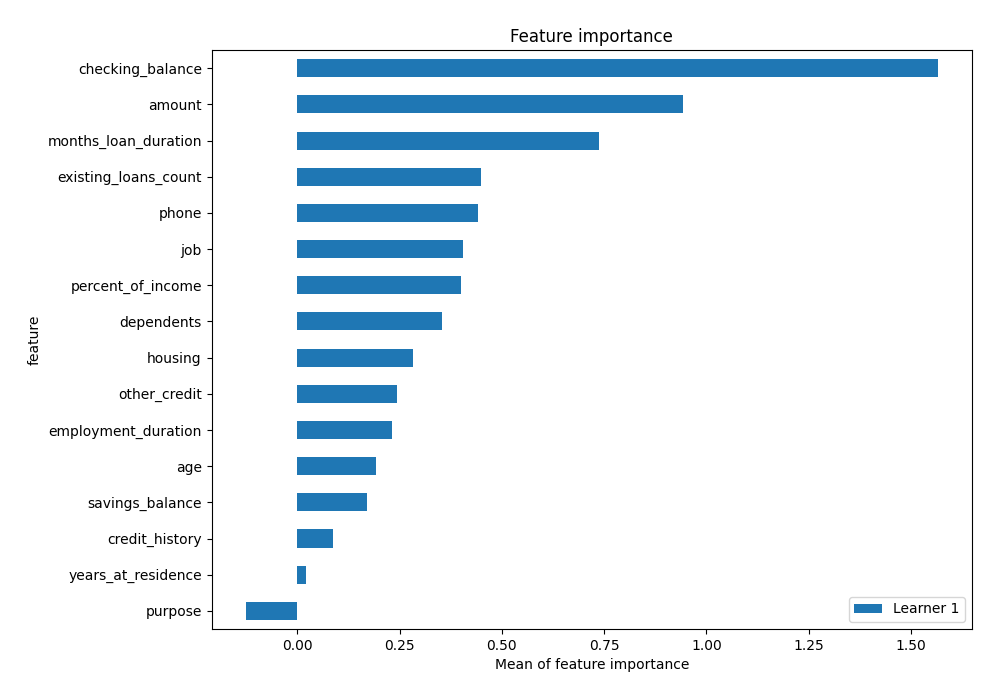 Feature importance
checking_balance
amount
months_loan_duration
existing_loans_count
phone
job
percent_of_income
dependents
housing
other_credit
employment_duration
age
savings_balance
credit_history
years_at_residence
purpose
feature
Learner 1
0.00 0.25 0.50 0.75 1.00 1.25 1.50
Mean of feature importance